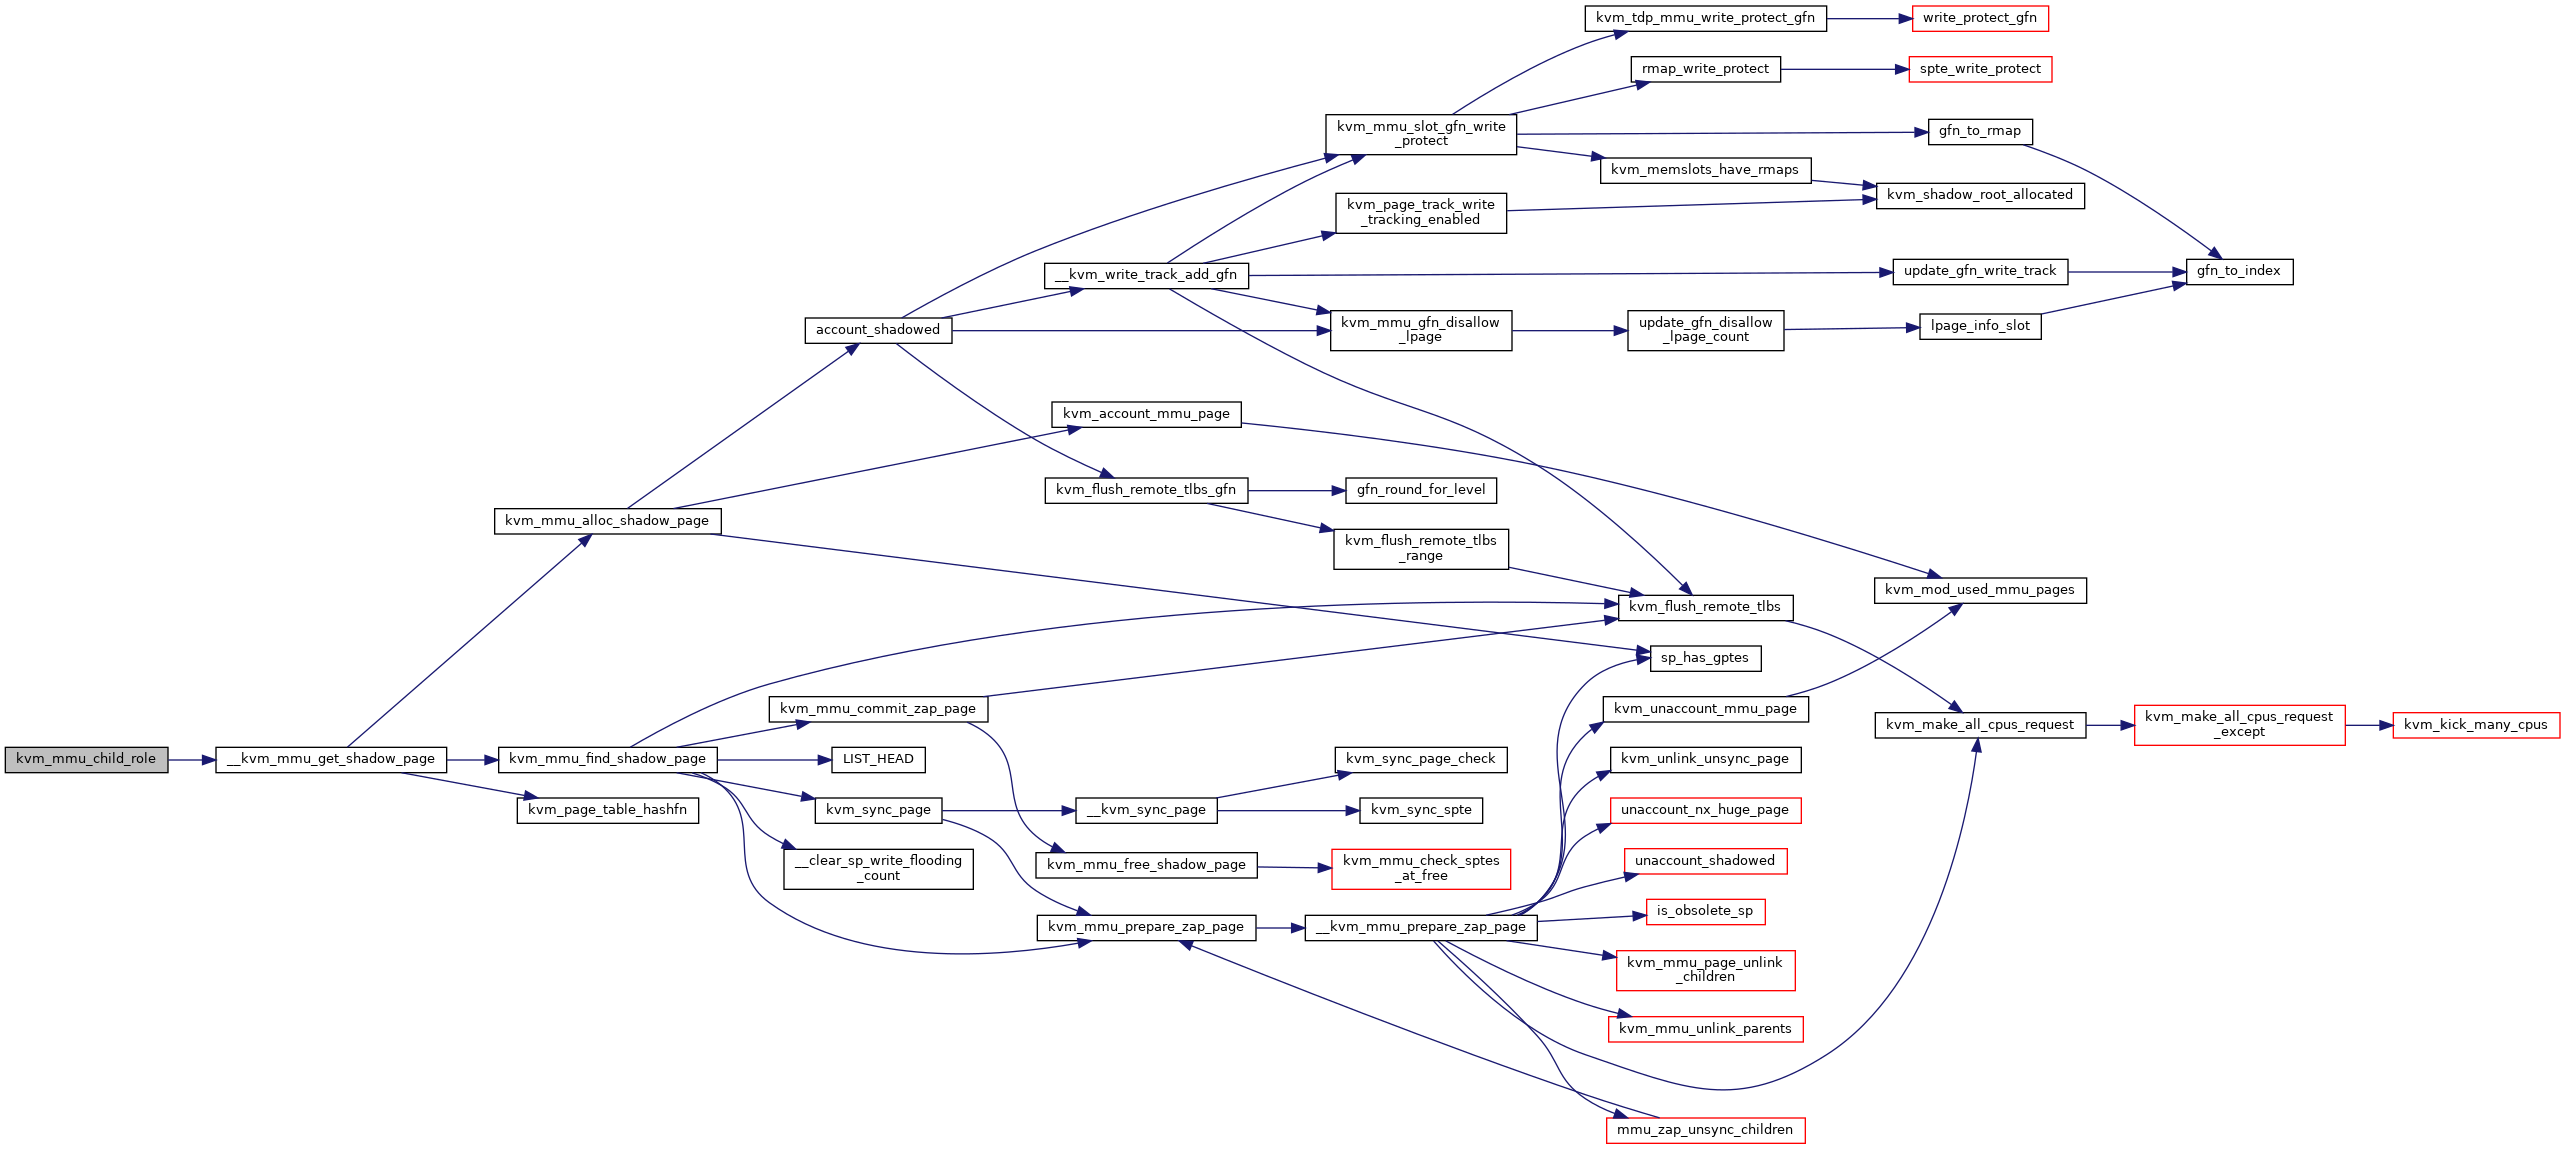 kvm_tdp_mmu_write_protect_gfn
write_protect_gfn
rmap_write_protect
spte_write_protect
kvm_mmu_slot_gfn_write
_protect
gfn_to_rmap
kvm_memslots_have_rmaps
kvm_shadow_root_allocated
kvm_page_track_write
_tracking_enabled
__kvm_write_track_add_gfn
update_gfn_write_track
gfn_to_index
account_shadowed
kvm_mmu_gfn_disallow
_lpage
update_gfn_disallow
_lpage_count
lpage_info_slot
kvm_account_mmu_page
kvm_flush_remote_tlbs_gfn
gfn_round_for_level
kvm_mmu_alloc_shadow_page
kvm_flush_remote_tlbs
_range
kvm_mod_used_mmu_pages
kvm_flush_remote_tlbs
sp_has_gptes
kvm_mmu_commit_zap_page
kvm_unaccount_mmu_page
kvm_make_all_cpus_request
kvm_make_all_cpus_request
_except
kvm_kick_many_cpus
kvm_mmu_child_role
__kvm_mmu_get_shadow_page
kvm_mmu_find_shadow_page
LIST_HEAD
kvm_sync_page_check
kvm_unlink_unsync_page
kvm_page_table_hashfn
kvm_sync_page
__kvm_sync_page
kvm_sync_spte
unaccount_nx_huge_page
__clear_sp_write_flooding
_count
kvm_mmu_free_shadow_page
kvm_mmu_check_sptes
_at_free
unaccount_shadowed
kvm_mmu_prepare_zap_page
__kvm_mmu_prepare_zap_page
is_obsolete_sp
kvm_mmu_page_unlink
_children
kvm_mmu_unlink_parents
mmu_zap_unsync_children